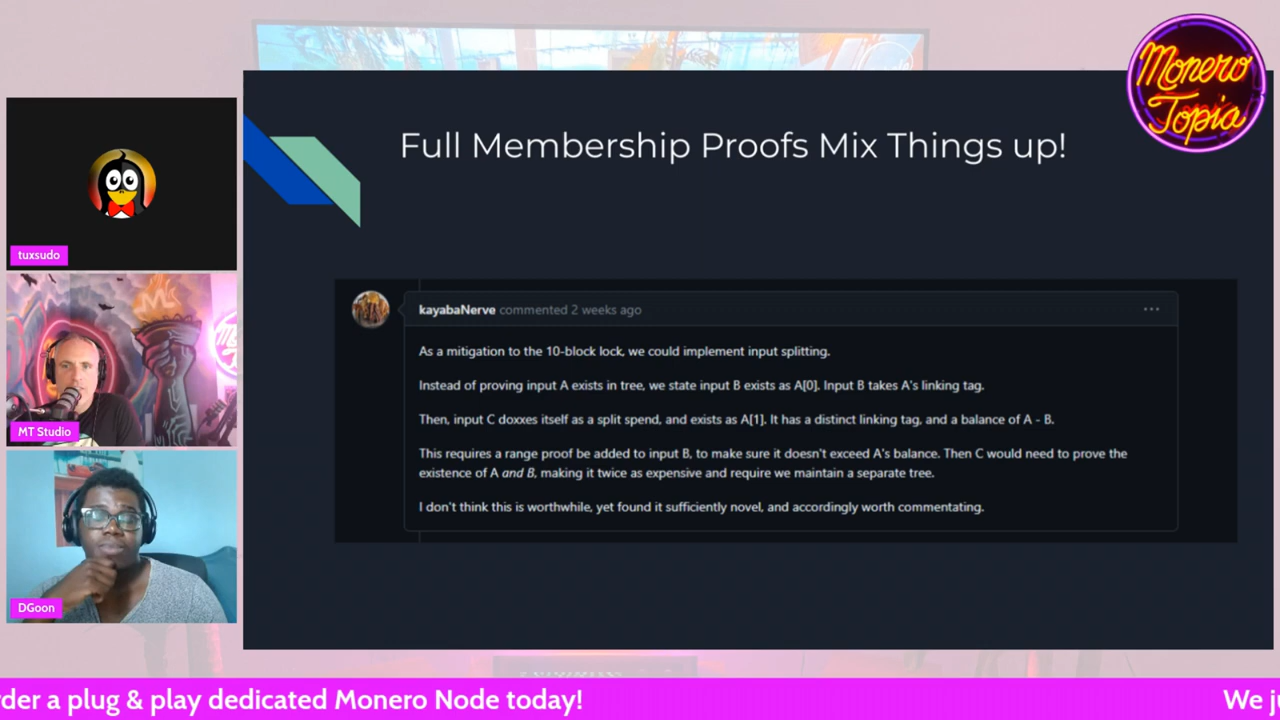 Monero
Topia
Full Membership Proofs Mix Things up!
kayabaNerve commented 2 weeks ago
As a mitigation to the 10-block lock, we could implement input splitting.
Instead of proving input A exists in tree, we state input B exists as A[0]. Input B takes A's linking tag.
Then, input C doxxes itself as a split spend, and exists as A[1]. It has a distinct linking tag, and a balance of A - B.
This requires a range proof be added to input B, to make sure it doesn't exceed A's balance. Then C would need to prove the
existence of A and B, making it twice as expensive and require we maintain a separate tree.
I don't think this is worthwhile, yet found it sufficiently novel, and accordingly worth commentating.
tuxsudo
MT Studio
DGoon
der a plug & play dedicated Monero Node today!
We ju